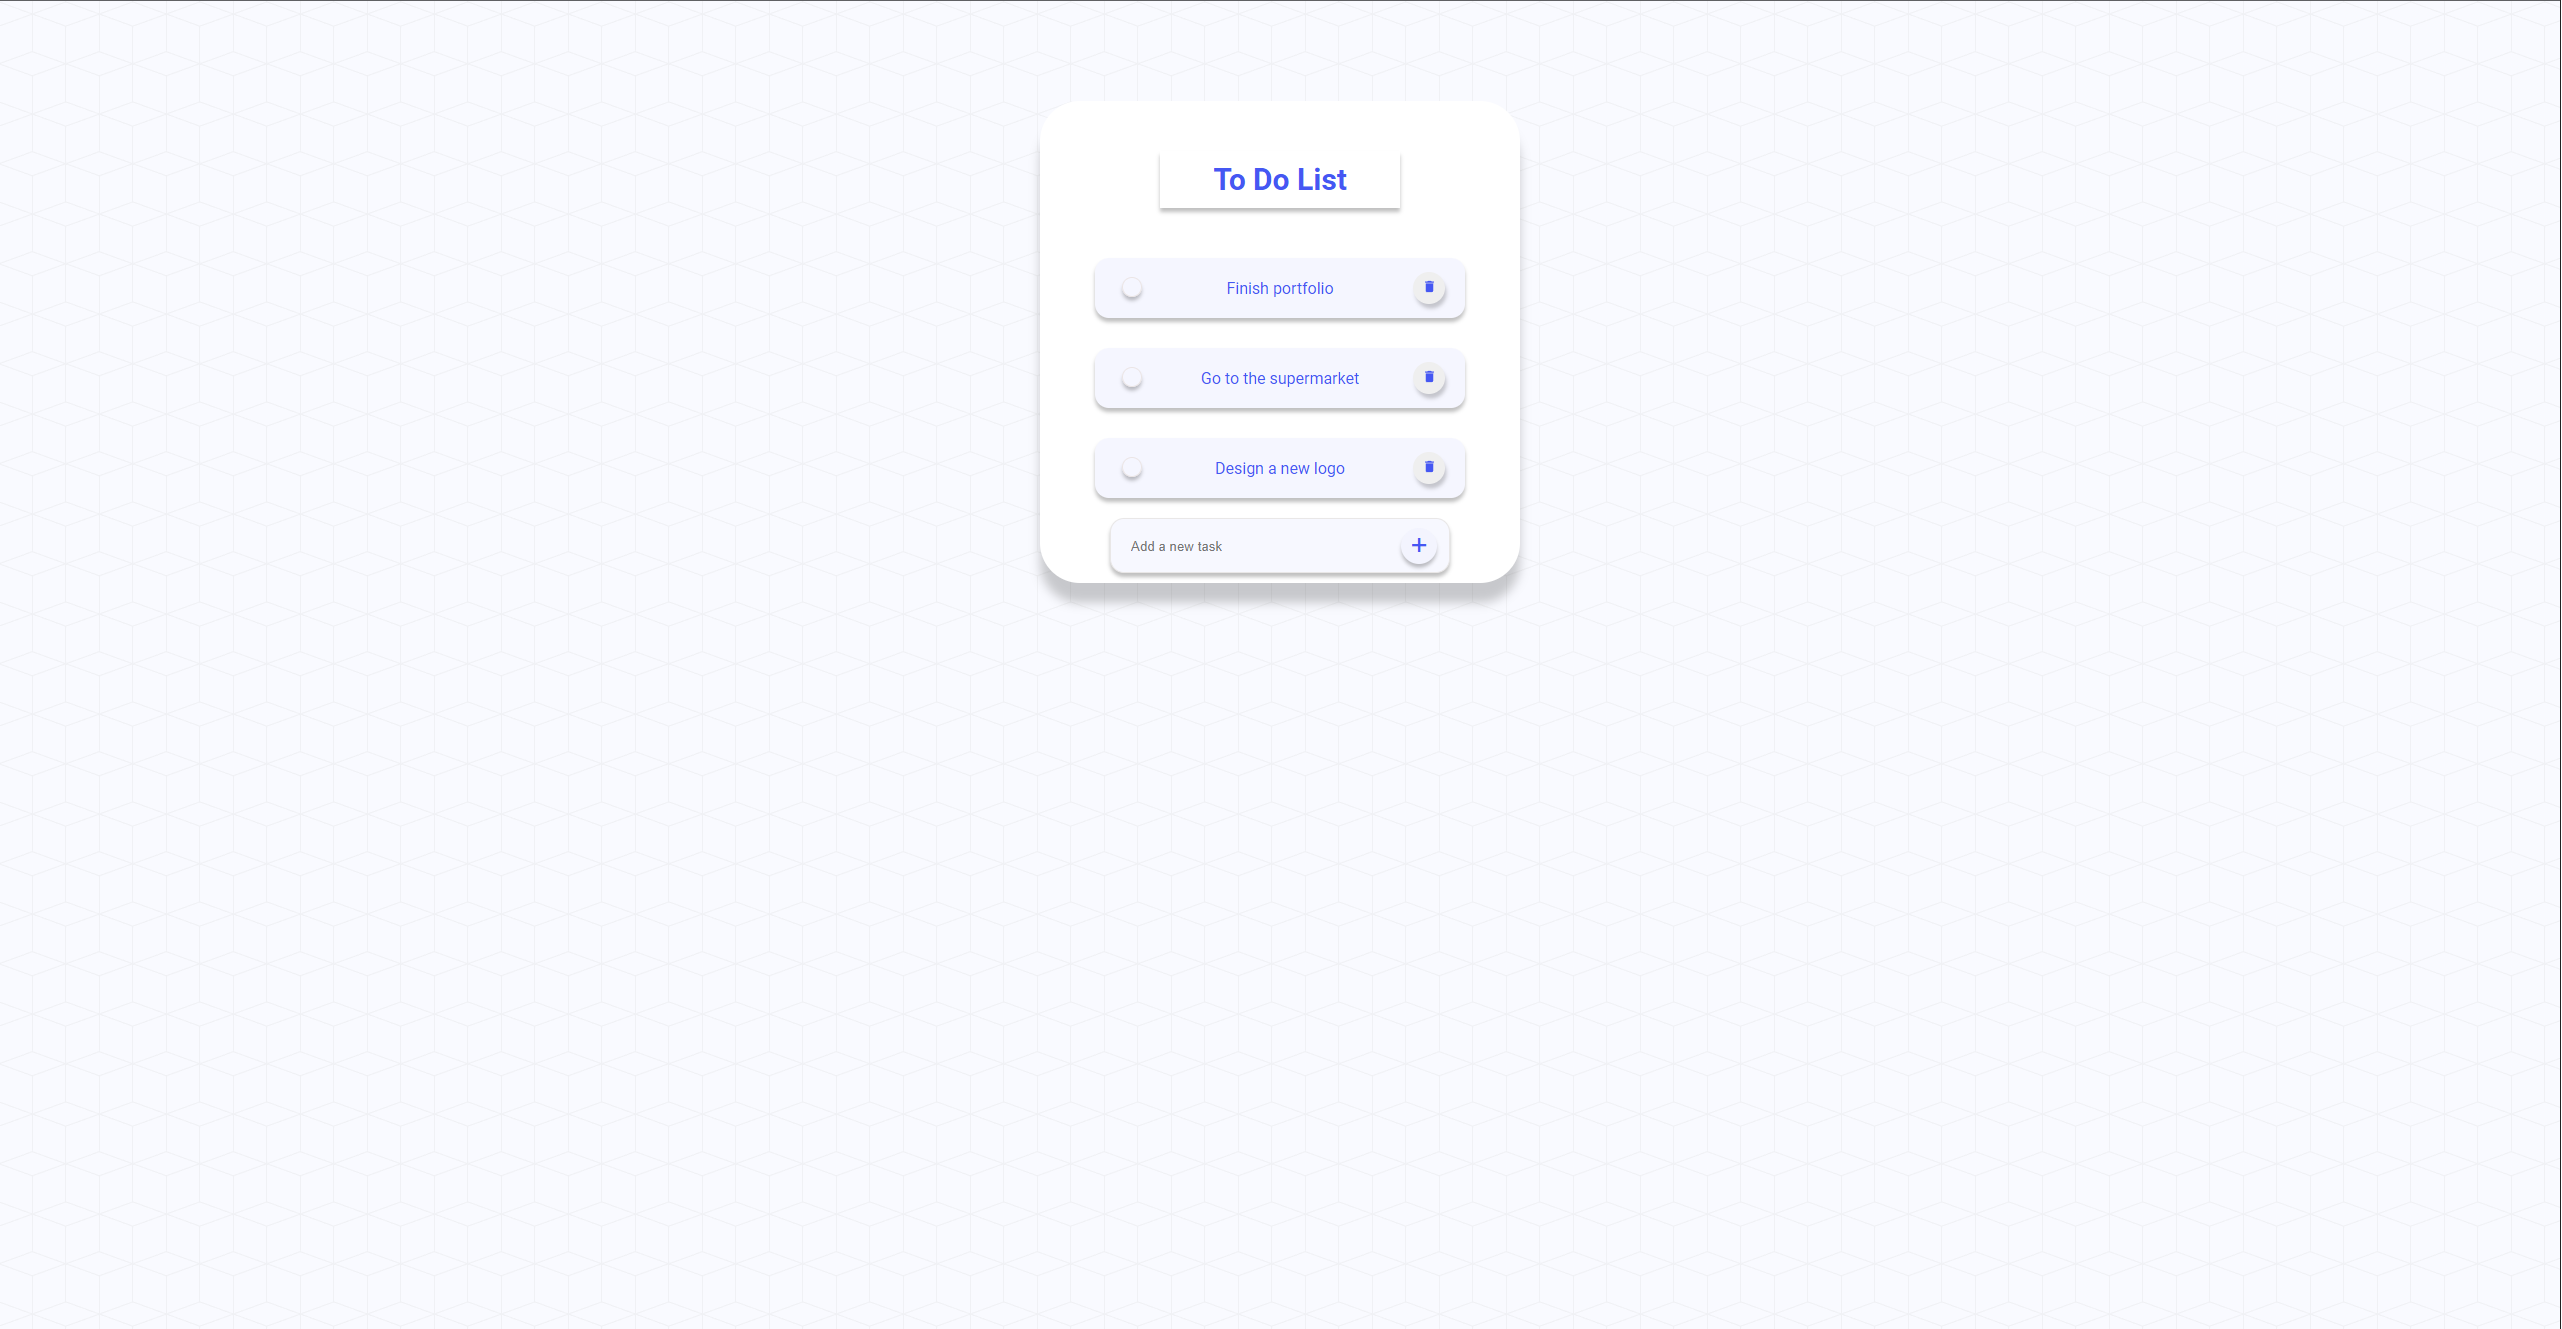 To Do List
Finish portfolio
Go to the supermarket
Design a new logo
Add a new task